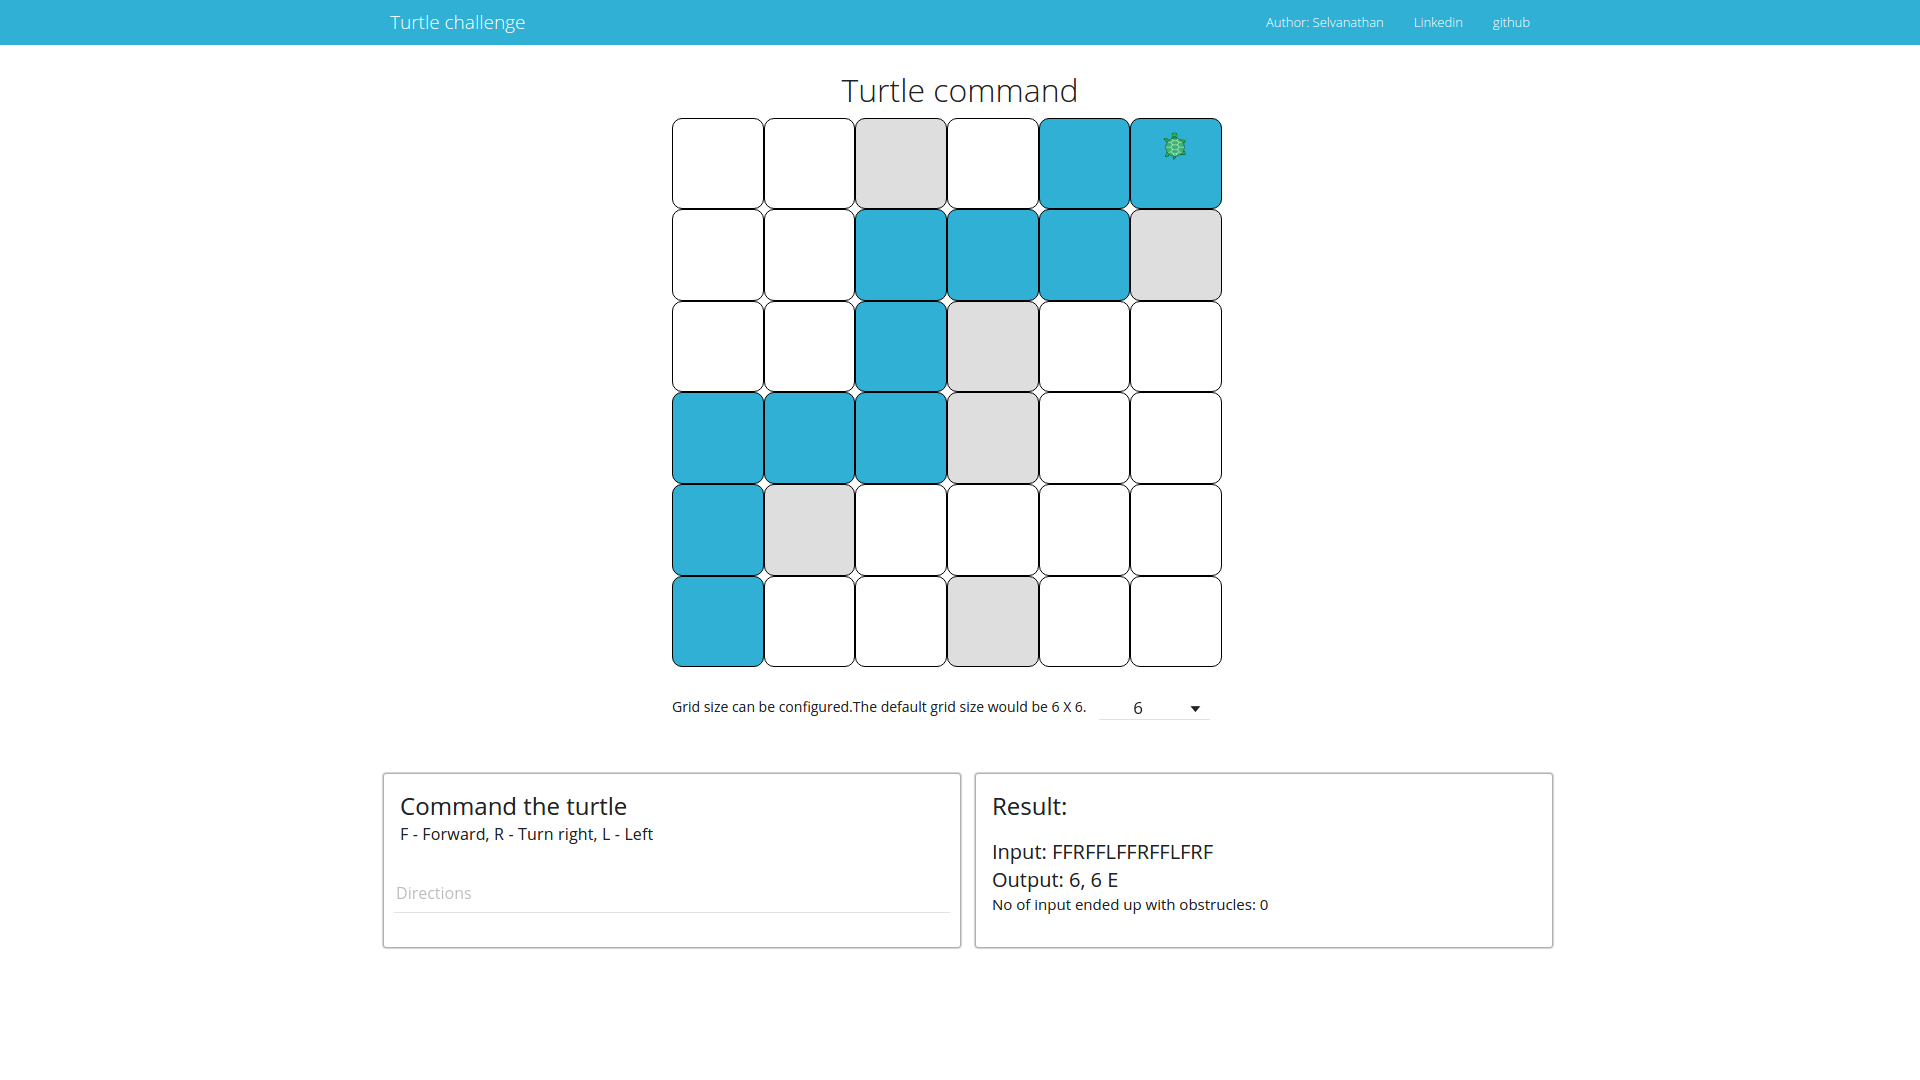 Turtle challenge
Author: Selvanathan
Linkedin
github
Turtle command
Grid size can be configured.The default grid size would be 6 X 6.
6
Command the turtle
F - Forward, R - Turn right, L - Left
Directions
Result:
Input: FFRFFLFFRFFLFRF
Output: 6, 6 E
No of input ended up with obstrucles: 0